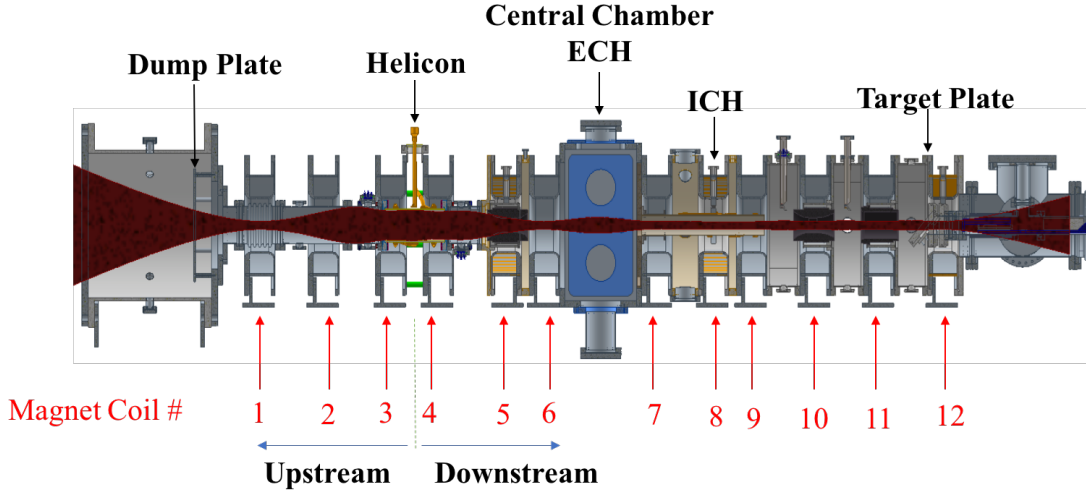 Central Chamber
ECH
Dump Plate
Helicon
ICH
Target Plate
Magnet Coil #
1 2 3 4 5 6 7 8 9 10 11 12
Upstream
Downstream